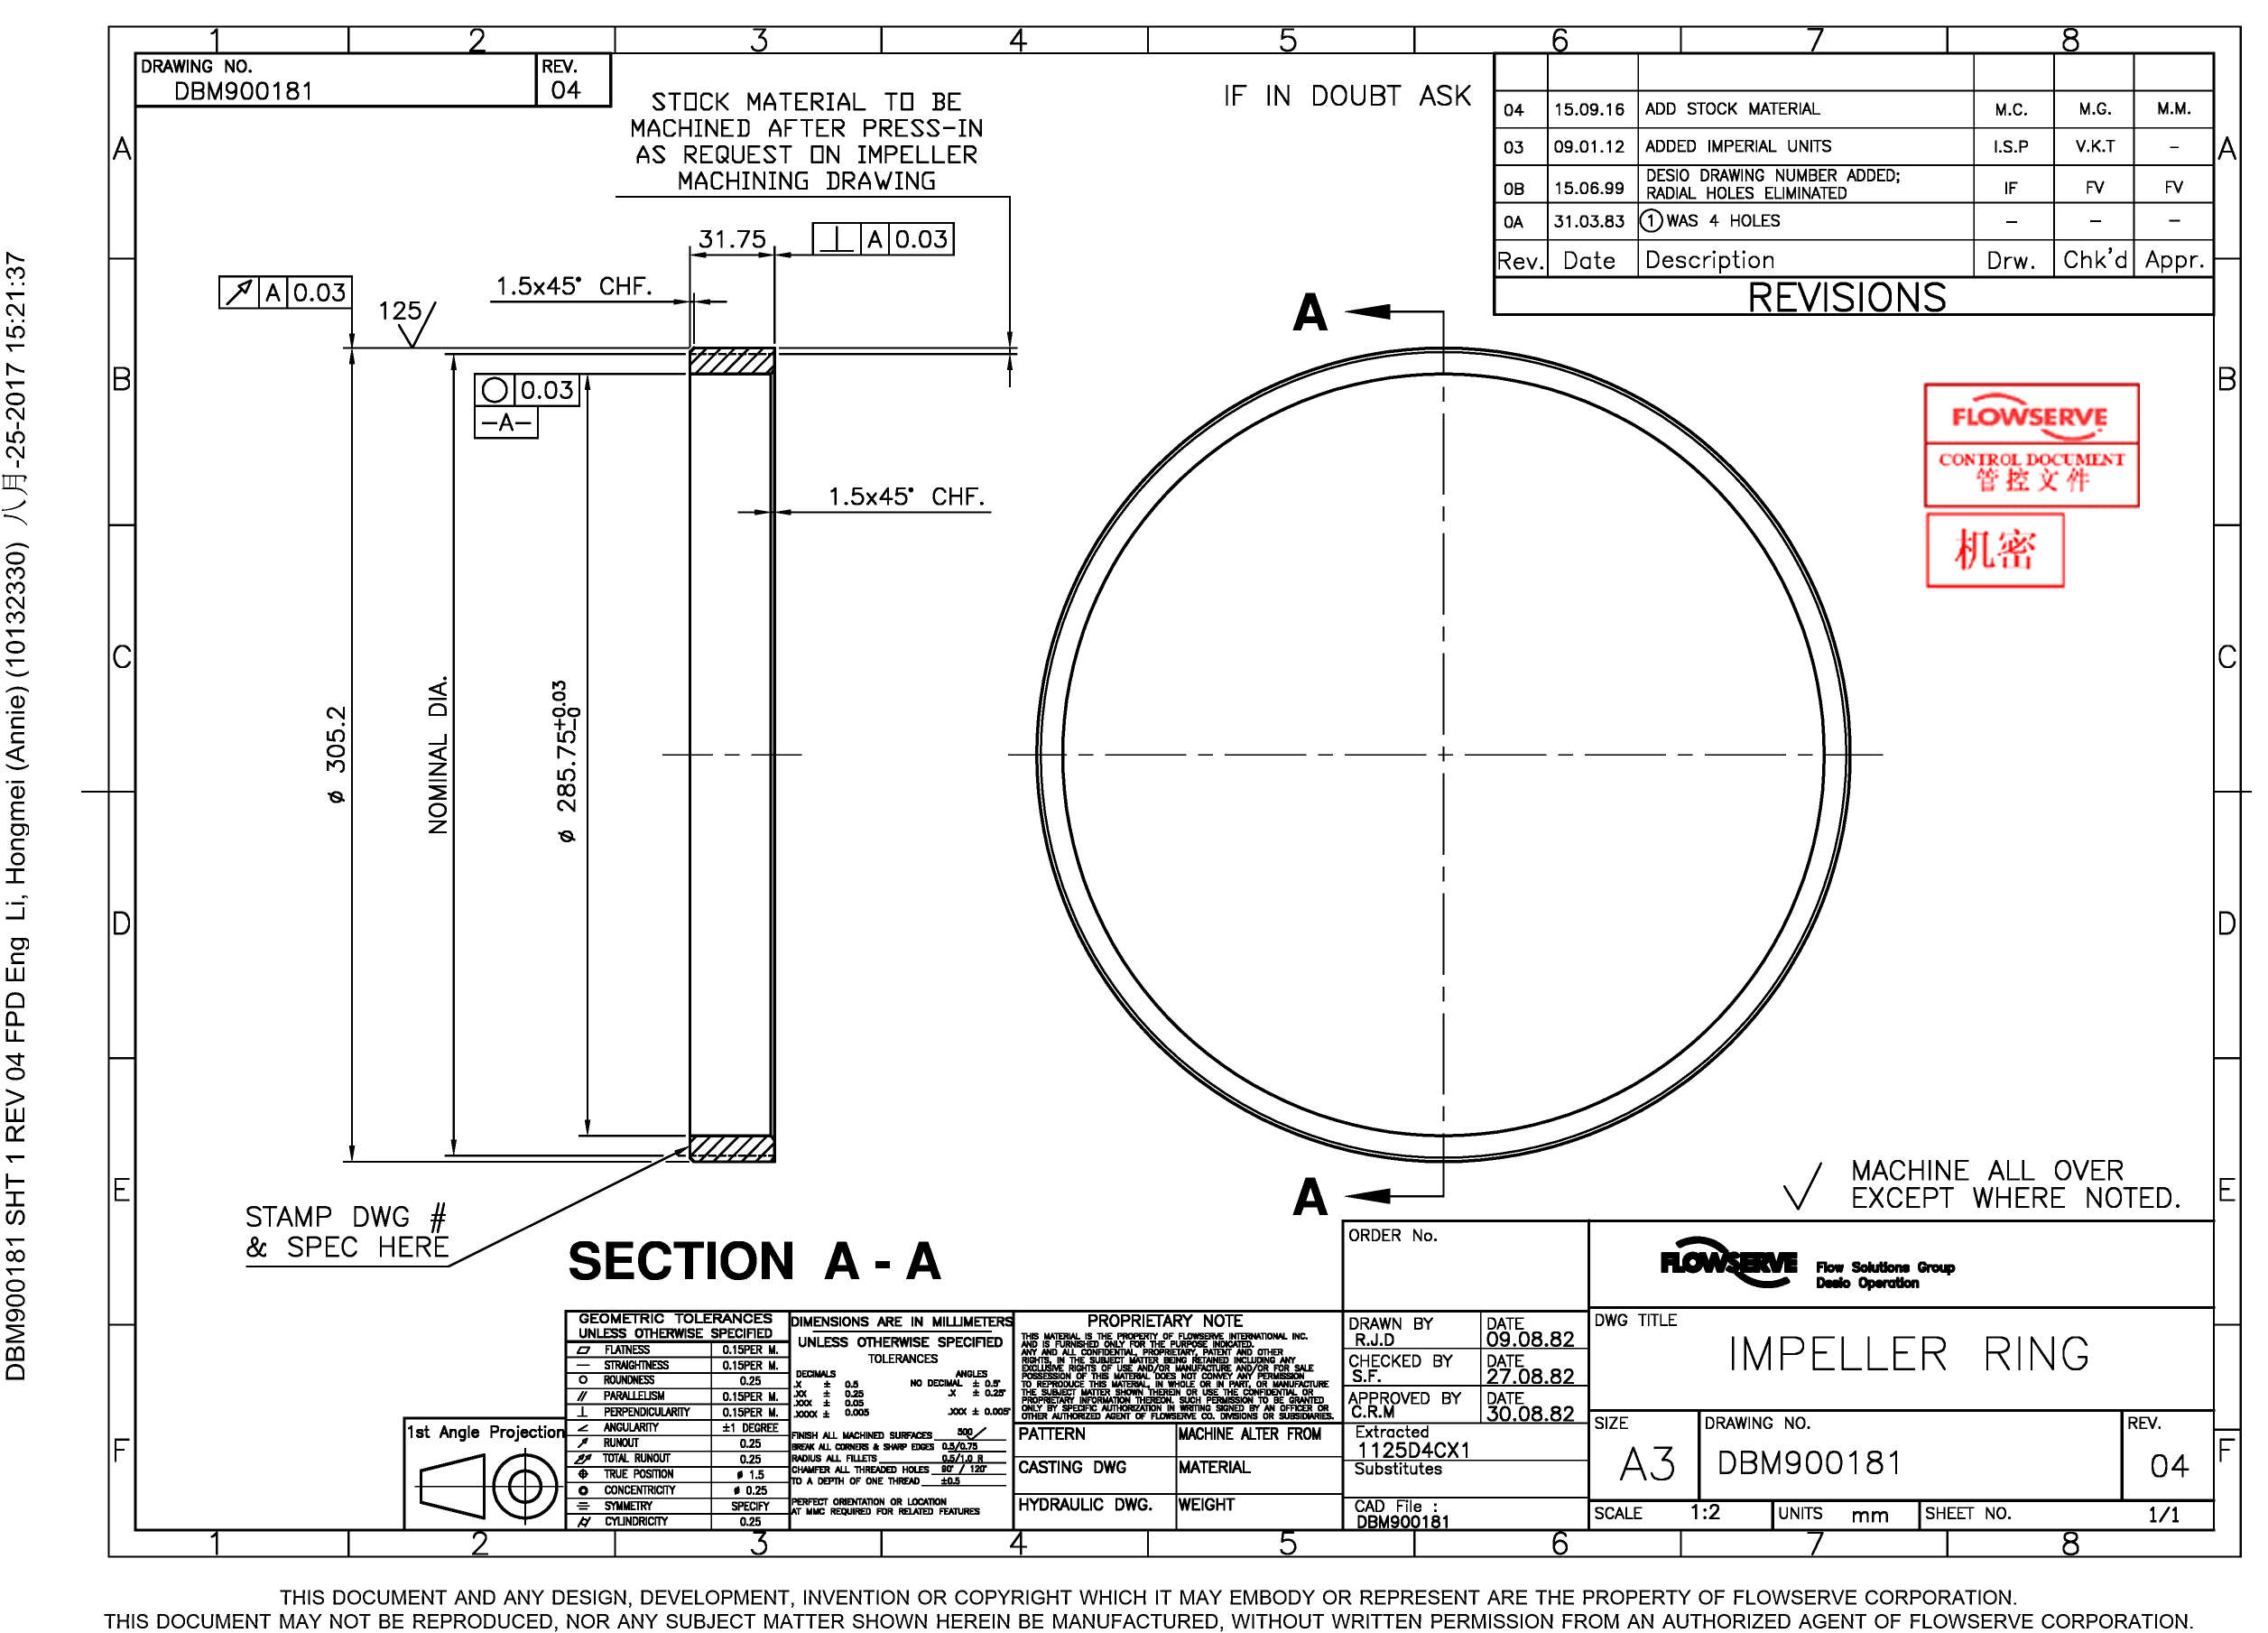 1 2 3 4 5 6 7 8
DRAWING NO.
DBM900181
REV.
04
STOCK MATERIAL TO BE
MACHINED AFTER PRESS-IN
AS REQUEST ON IMPELLER
MACHINING DRAWING
IF IN DOUBT ASK
04 15.09.16 ADD STOCK MATERIAL M.C. M.G. M.M.
03 09.01.12 ADDED IMPERIAL UNITS I.S.P V.K.T -
0B 15.06.99 DESIO DRAWING NUMBER ADDED;
RADIAL HOLES ELIMINATED IF FV FV
0A 31.03.83 1 WAS 4 HOLES - - -
Rev. Date Description Drw. Chk'd Appr.
REVISIONS
A A
B B
C C
D D
E E
F F
31.75
⊥ A 0.03
1.5x45° CHF.
↗ A 0.03
125/
○ 0.03
-A-
1.5x45° CHF.
ø 305.2
NOMINAL DIA.
ø 285.75+0.03
-0
A
A
FLOWSERVE
CONTROL DOCUMENT
管控文件
机密
STAMP DWG #
& SPEC HERE
SECTION A - A
MACHINE ALL OVER
EXCEPT WHERE NOTED.
1st Angle Projection
GEOMETRIC TOLERANCES
UNLESS OTHERWISE SPECIFIED
FLATNESS 0.15PER M.
STRAIGHTNESS 0.15PER M.
ROUNDNESS 0.25
PARALLELISM 0.15PER M.
PERPENDICULARITY 0.15PER M.
ANGULARITY ±1 DEGREE
RUNOUT 0.25
TOTAL RUNOUT 0.25
TRUE POSITION ø 1.5
CONCENTRICITY ø 0.25
SYMMETRY SPECIFY
CYLINDRICITY 0.25
DIMENSIONS ARE IN MILLIMETERS
UNLESS OTHERWISE SPECIFIED
TOLERANCES
DECIMALS ANGLES
.X ± 0.5 NO DECIMAL ± 0.5°
.XX ± 0.25 .X ± 0.25°
.XXX ± 0.05
.XXXX ± 0.005 .XXX ± 0.005°
FINISH ALL MACHINED SURFACES 500
BREAK ALL CORNERS & SHARP EDGES 0.5/0.75
RADIUS ALL FILLETS 0.5/1.0 R
CHAMFER ALL THREADED HOLES 90° / 120°
TO A DEPTH OF ONE THREAD ±0.5
PERFECT ORIENTATION OR LOCATION
AT MMC REQUIRED FOR RELATED FEATURES
PROPRIETARY NOTE
THIS MATERIAL IS THE PROPERTY OF FLOWSERVE INTERNATIONAL INC.
AND IS FURNISHED ONLY FOR THE PURPOSE INDICATED.
ANY AND ALL CONFIDENTIAL, PROPRIETARY, PATENT AND OTHER
RIGHTS, IN THE SUBJECT MATTER BEING RETAINED INCLUDING ANY
EXCLUSIVE RIGHTS OF USE AND/OR MANUFACTURE AND/OR FOR SALE
POSSESSION OF THIS MATERIAL DOES NOT CONVEY ANY PERMISSION
TO REPRODUCE THIS MATERIAL, IN WHOLE OR IN PART, OR MANUFACTURE
THE SUBJECT MATTER SHOWN THEREIN OR USE THE CONFIDENTIAL OR
PROPRIETARY INFORMATION THEREON. SUCH PERMISSION TO BE GRANTED
ONLY BY SPECIFIC AUTHORIZATION IN WRITING SIGNED BY AN OFFICER OR
OTHER AUTHORIZED AGENT OF FLOWSERVE CO. DIVISIONS OR SUBSIDIARIES.
PATTERN
MACHINE ALTER FROM
CASTING DWG
MATERIAL
HYDRAULIC DWG.
WEIGHT
ORDER No.
DRAWN BY
R.J.D
DATE
09.08.82
CHECKED BY
S.F.
DATE
27.08.82
APPROVED BY
C.R.M
DATE
30.08.82
Extracted
1125D4CX1
Substitutes
CAD File :
DBM900181
FLOWSERVE
Flow Solutions Group
Desio Operation
DWG TITLE
IMPELLER RING
SIZE
A3
DRAWING NO.
DBM900181
REV.
04
SCALE 1:2
UNITS mm
SHEET NO. 1/1
1 2 3 4 5 6 7 8
THIS DOCUMENT AND ANY DESIGN, DEVELOPMENT, INVENTION OR COPYRIGHT WHICH IT MAY EMBODY OR REPRESENT ARE THE PROPERTY OF FLOWSERVE CORPORATION.
THIS DOCUMENT MAY NOT BE REPRODUCED, NOR ANY SUBJECT MATTER SHOWN HEREIN BE MANUFACTURED, WITHOUT WRITTEN PERMISSION FROM AN AUTHORIZED AGENT OF FLOWSERVE CORPORATION.
DBM900181 SHT 1 REV 04 FPD Eng Li, Hongmei (Annie) (10132330) 八月-25-2017 15:21:37